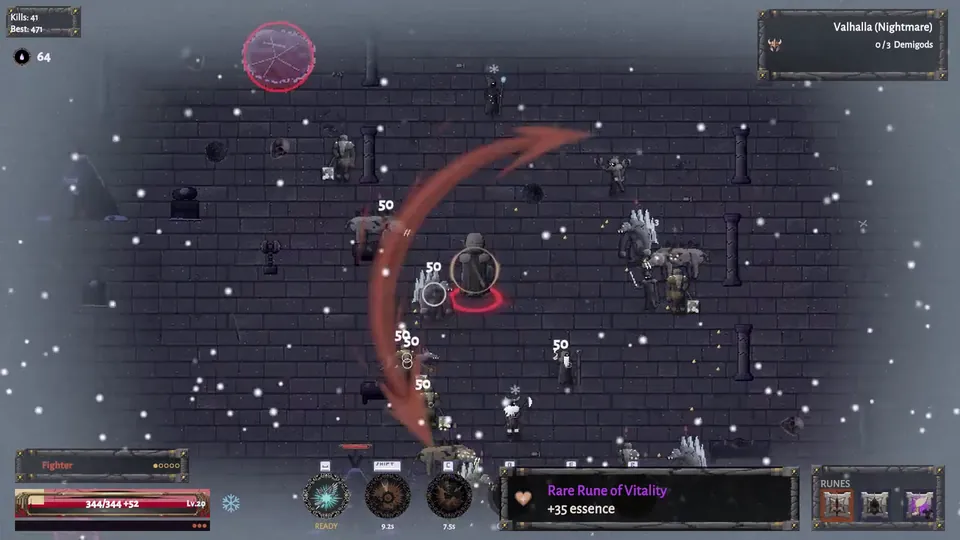 Kills: 41
Best: 471
64
Valhalla (Nightmare)
0/3 Demigods
50
50
50
50
50
50
Fighter
344/344 +52
Lv.20
READY
9.2s
7.5s
SHIFT
C
Rare Rune of Vitality
+35 essence
RUNES